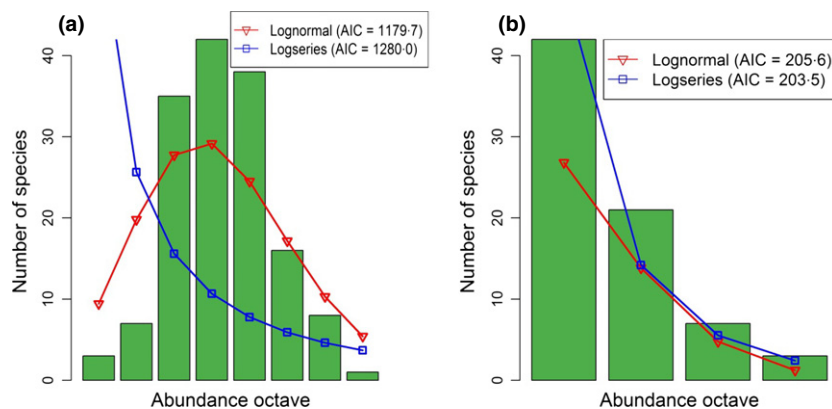 (a)
Lognormal (AIC = 1179·7)
Logseries (AIC = 1280·0)
Number of species
0
10
20
30
40
Abundance octave
(b)
Lognormal (AIC = 205·6)
Logseries (AIC = 203·5)
Number of species
0
10
20
30
40
Abundance octave